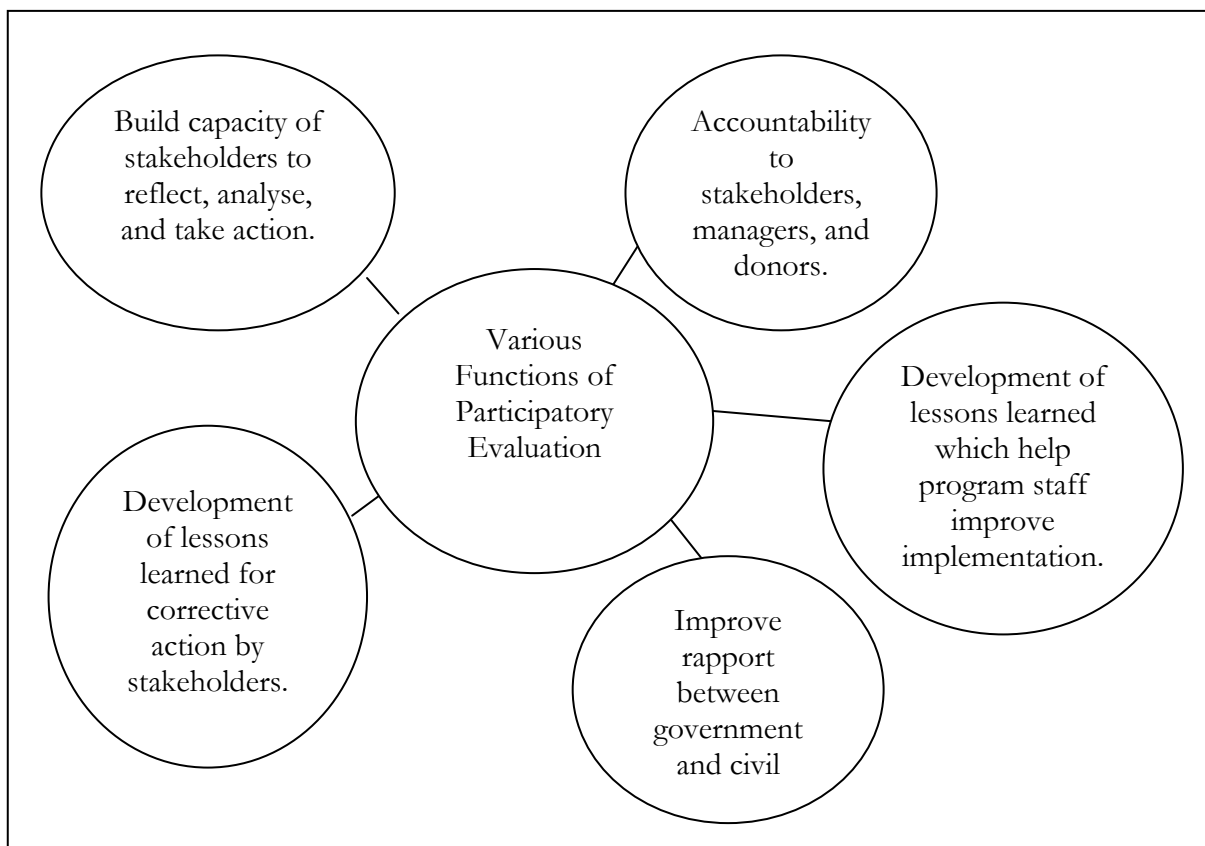 Build capacity of
stakeholders to
reflect, analyse,
and take action.
Accountability
to
stakeholders,
managers, and
donors.
Various
Functions of
Participatory
Evaluation
Development of
lessons learned
which help
program staff
improve
implementation.
Development
of lessons
learned for
corrective
action by
stakeholders.
Improve
rapport
between
government
and civil